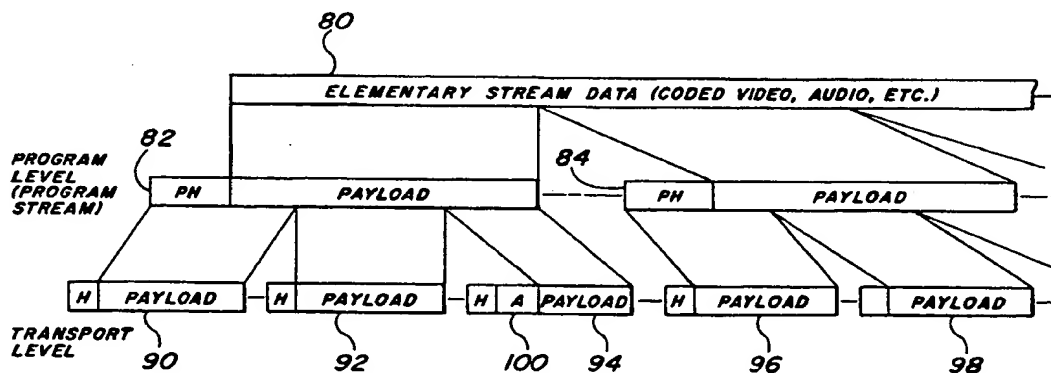 80
ELEMENTARY STREAM DATA (CODED VIDEO, AUDIO, ETC.)
PROGRAM
LEVEL
(PROGRAM
STREAM)
82
PH
PAYLOAD
84
PH
PAYLOAD
H
PAYLOAD
H
PAYLOAD
H
A
PAYLOAD
H
PAYLOAD
PAYLOAD
TRANSPORT
LEVEL
90
92
100
94
96
98